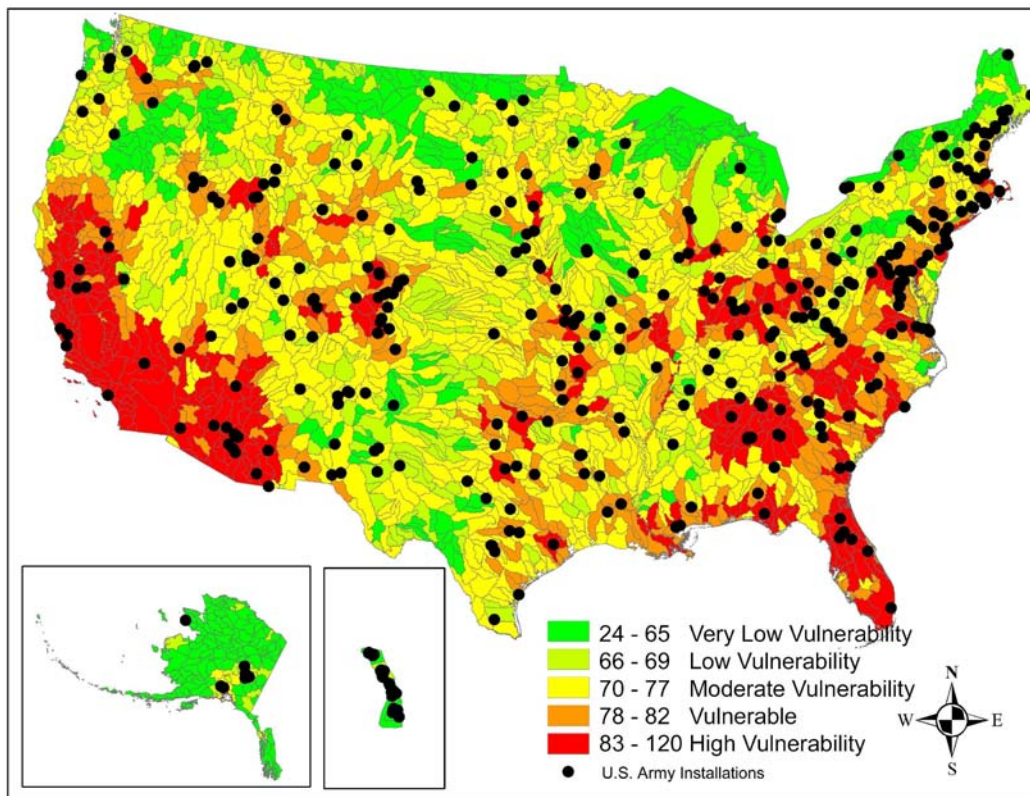 24 - 65 Very Low Vulnerability
66 - 69 Low Vulnerability
70 - 77 Moderate Vulnerability
78 - 82 Vulnerable
83 - 120 High Vulnerability
U.S. Army Installations
N
W E
S